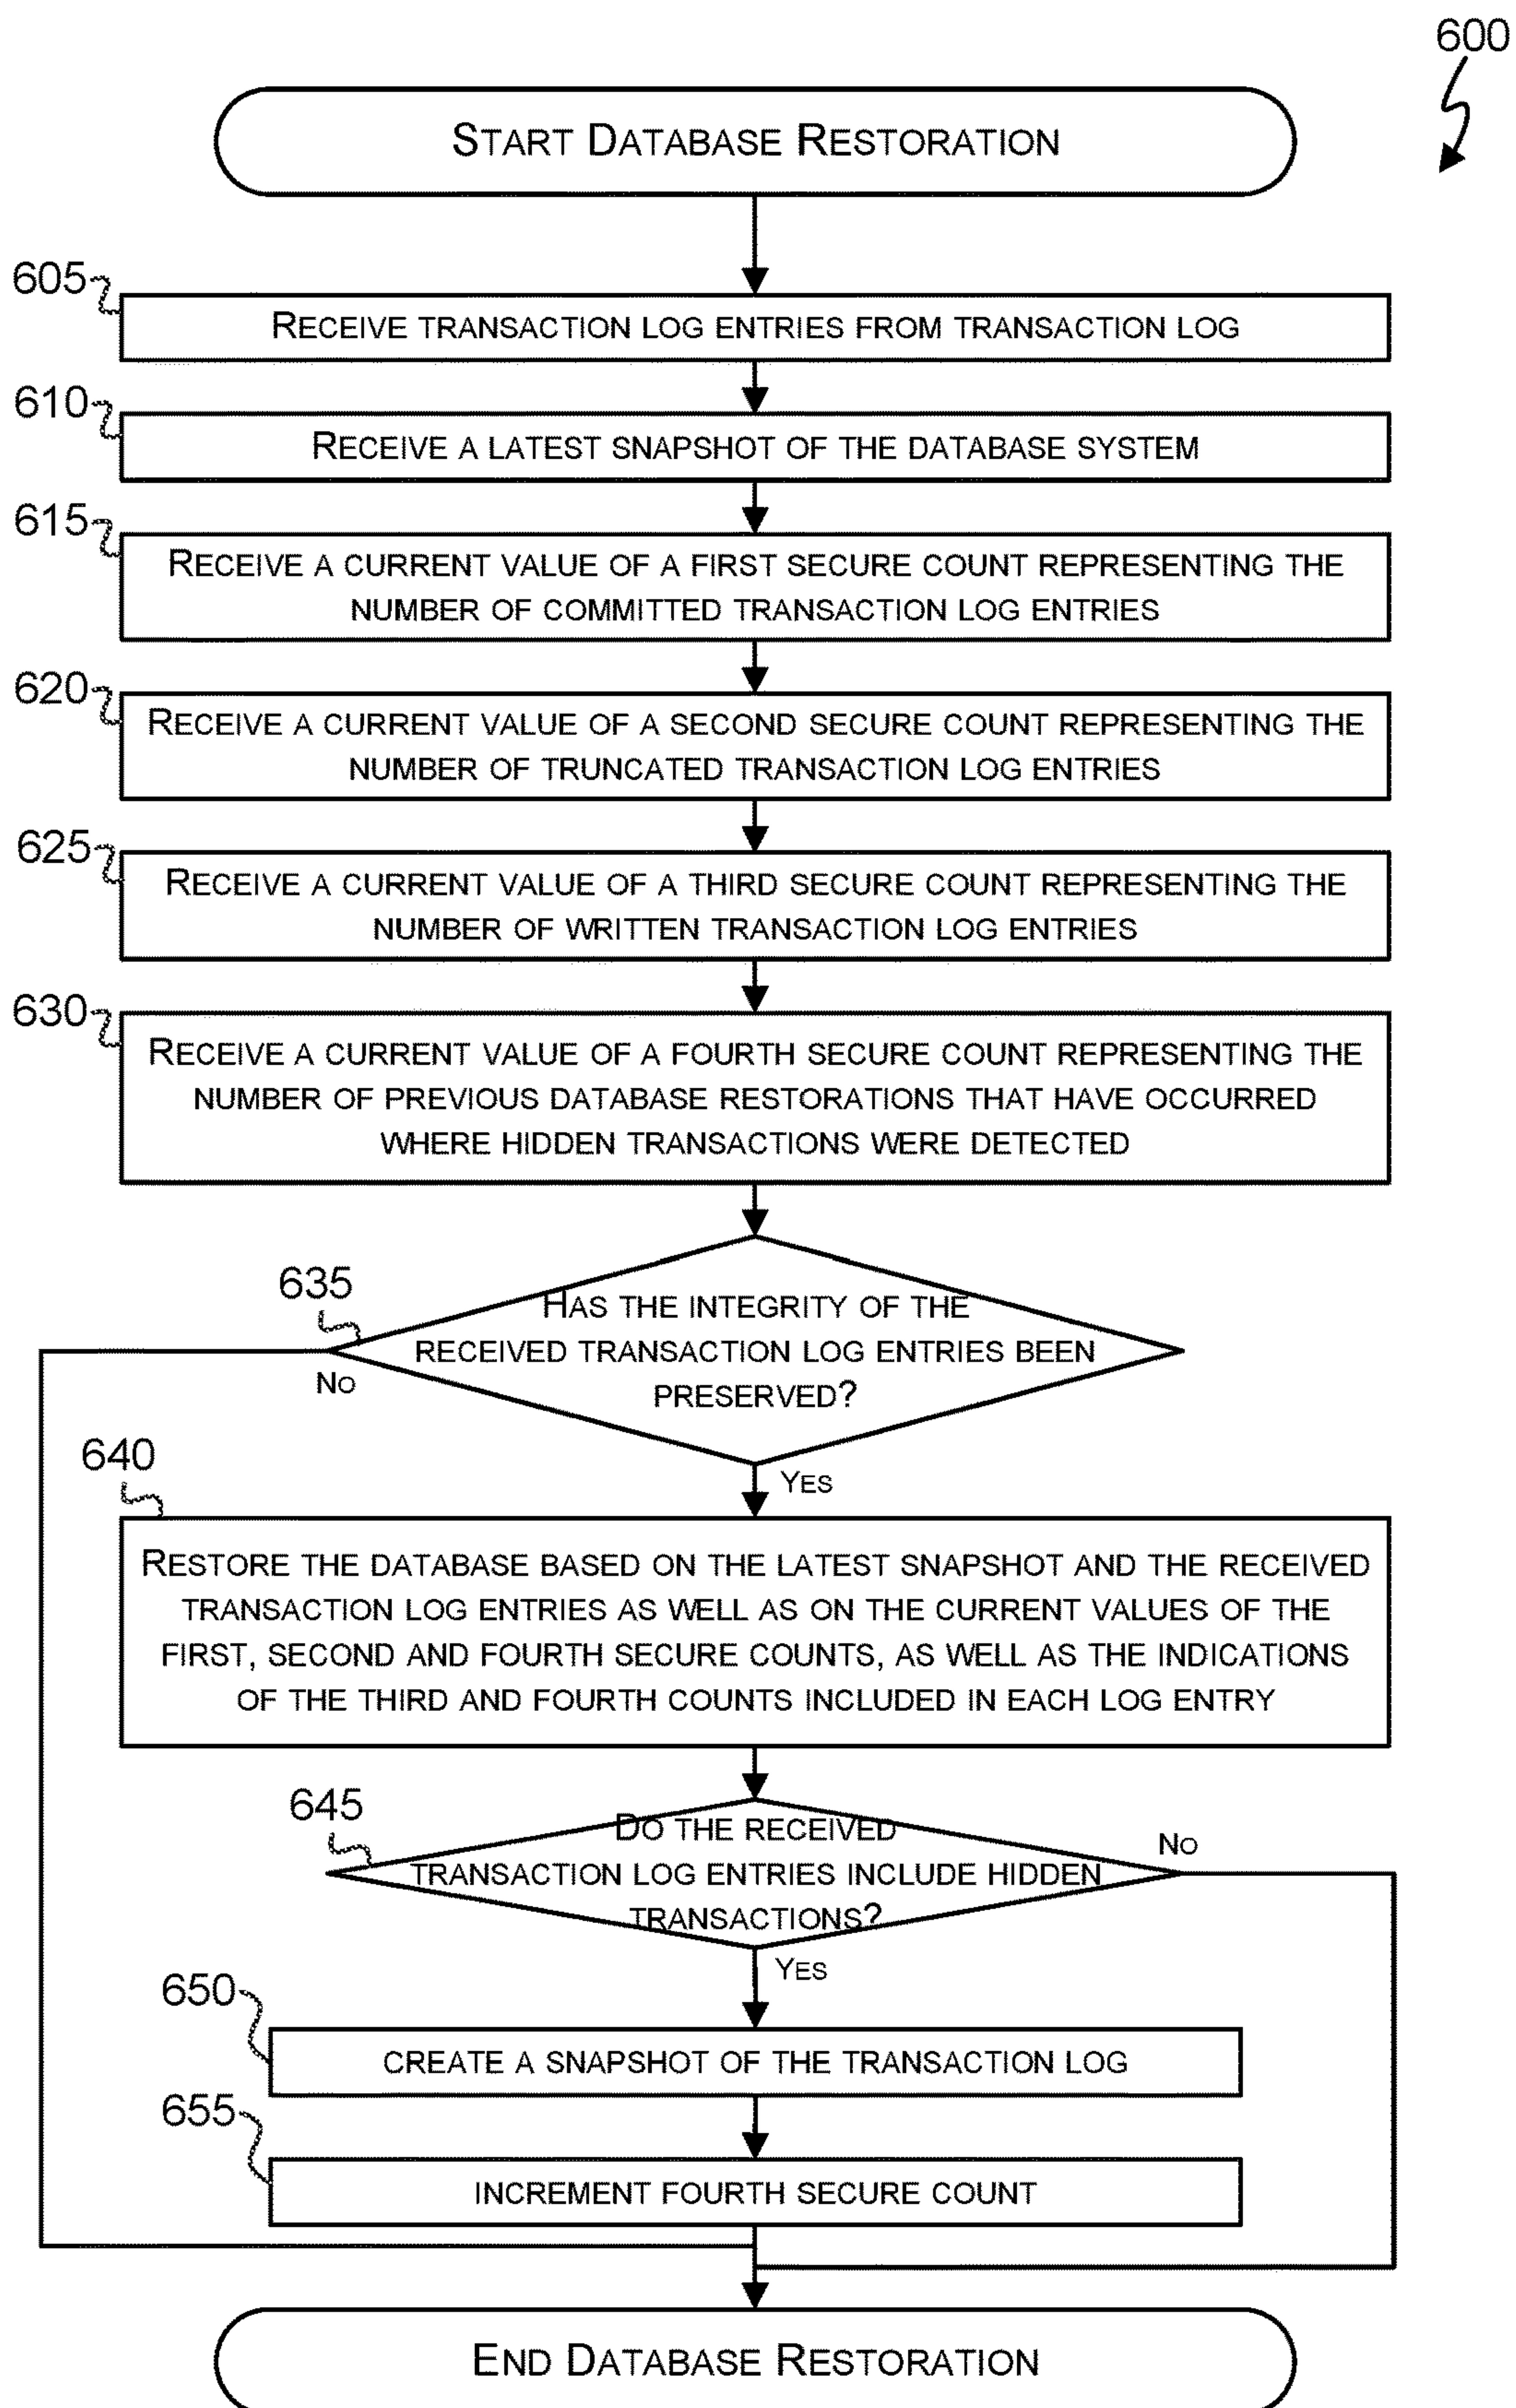 600
START DATABASE RESTORATION
605
RECEIVE TRANSACTION LOG ENTRIES FROM TRANSACTION LOG
610
RECEIVE A LATEST SNAPSHOT OF THE DATABASE SYSTEM
615
RECEIVE A CURRENT VALUE OF A FIRST SECURE COUNT REPRESENTING THE
NUMBER OF COMMITTED TRANSACTION LOG ENTRIES
620
RECEIVE A CURRENT VALUE OF A SECOND SECURE COUNT REPRESENTING THE
NUMBER OF TRUNCATED TRANSACTION LOG ENTRIES
625
RECEIVE A CURRENT VALUE OF A THIRD SECURE COUNT REPRESENTING THE
NUMBER OF WRITTEN TRANSACTION LOG ENTRIES
630
RECEIVE A CURRENT VALUE OF A FOURTH SECURE COUNT REPRESENTING THE
NUMBER OF PREVIOUS DATABASE RESTORATIONS THAT HAVE OCCURRED
WHERE HIDDEN TRANSACTIONS WERE DETECTED
635
HAS THE INTEGRITY OF THE
RECEIVED TRANSACTION LOG ENTRIES BEEN
PRESERVED?
NO
YES
640
RESTORE THE DATABASE BASED ON THE LATEST SNAPSHOT AND THE RECEIVED
TRANSACTION LOG ENTRIES AS WELL AS ON THE CURRENT VALUES OF THE
FIRST, SECOND AND FOURTH SECURE COUNTS, AS WELL AS THE INDICATIONS
OF THE THIRD AND FOURTH COUNTS INCLUDED IN EACH LOG ENTRY
645
DO THE RECEIVED
TRANSACTION LOG ENTRIES INCLUDE HIDDEN
TRANSACTIONS?
NO
YES
650
CREATE A SNAPSHOT OF THE TRANSACTION LOG
655
INCREMENT FOURTH SECURE COUNT
END DATABASE RESTORATION